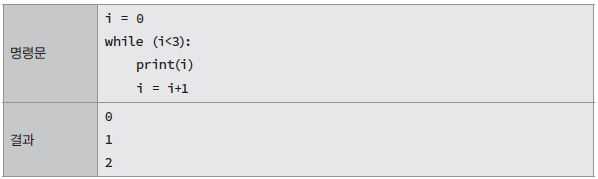 명령문
i = 0
while (i<3):
    print(i)
    i = i+1
결과
0
1
2